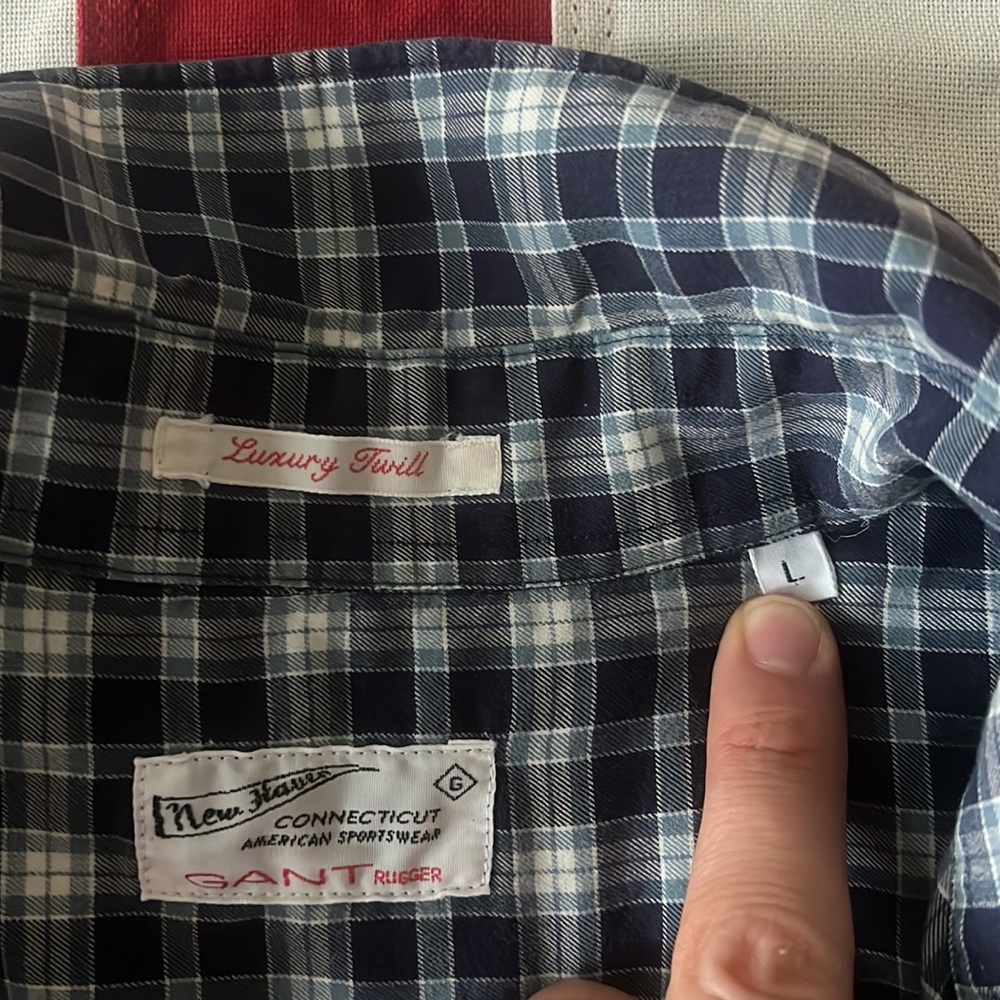 Luxury Twill
L
New Haven
G
CONNECTICUT
AMERICAN SPORTSWEAR
GANT RUGGER